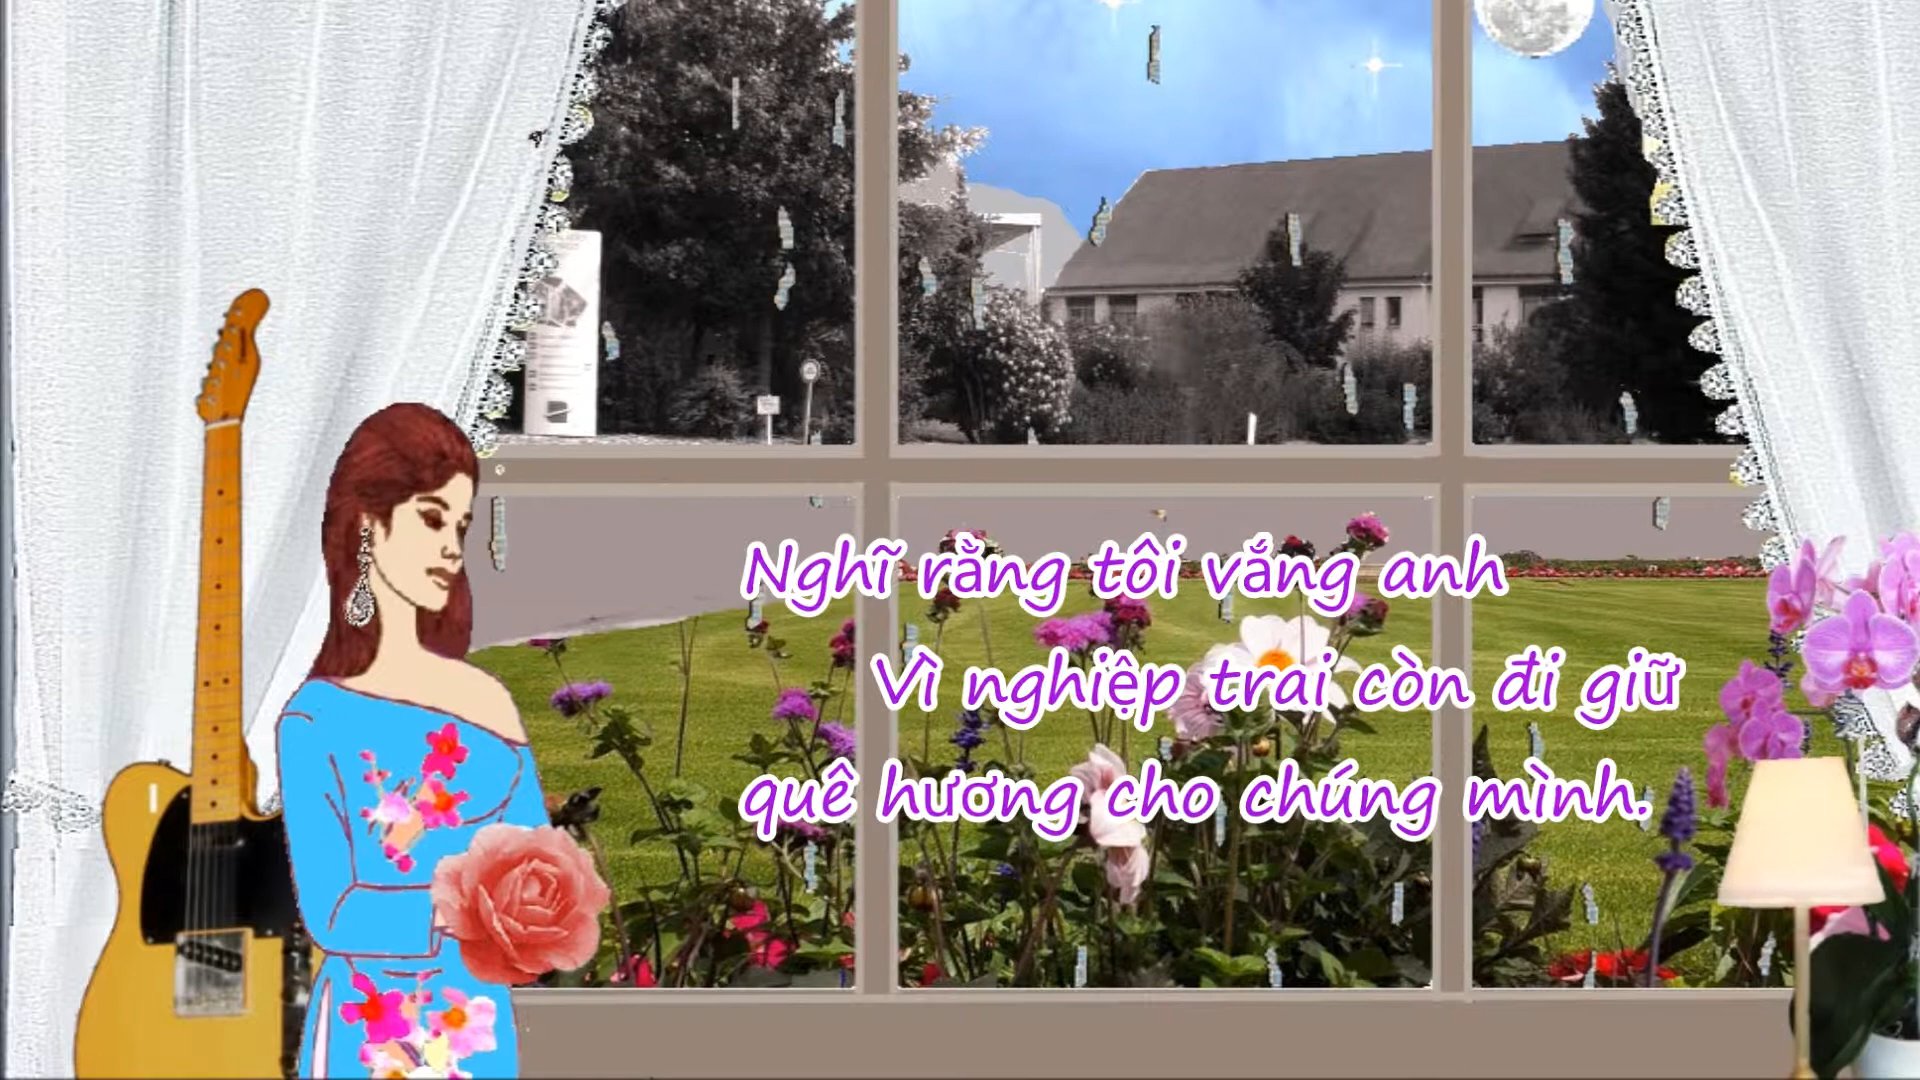 Nghĩ rằng tôi vắng anh
Vì nghiệp trai còn đi giữ
quê hương cho chúng mình.